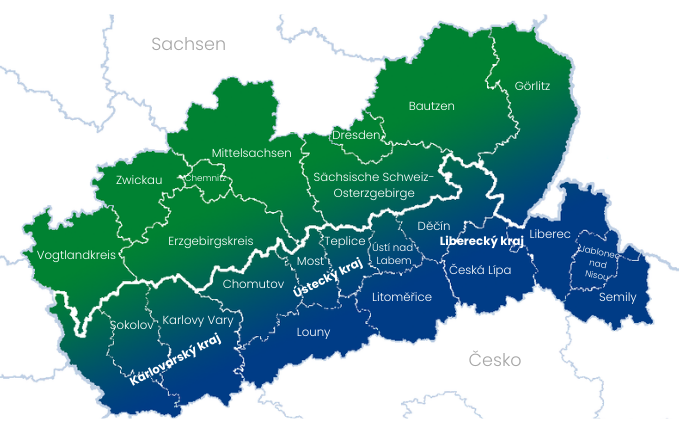 Sachsen
Görlitz
Bautzen
Dresden
Mittelsachsen
Chemnitz
Zwickau
Sächsische Schweiz-
Osterzgebirge
Vogtlandkreis
Erzgebirgskreis
Teplice
Děčín
Liberecký kraj
Liberec
Ústí nad
Labem
Most
Jablonec
nad
Nisou
Ústecký kraj
Česká Lípa
Chomutov
Litoměřice
Semily
Sokolov
Karlovy Vary
Louny
Karlovarský kraj
Česko